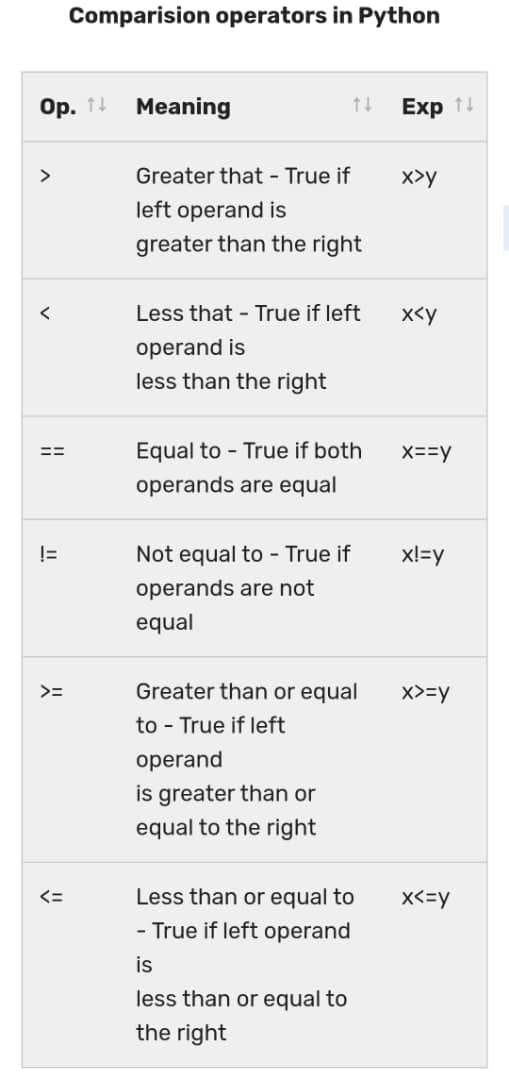 Comparision operators in Python
Op. ↑↓ Meaning ↑↓ Exp ↑↓
> Greater that - True if x>y
left operand is
greater than the right
< Less that - True if left x<y
operand is
less than the right
== Equal to - True if both x==y
operands are equal
!= Not equal to - True if x!=y
operands are not
equal
>= Greater than or equal x>=y
to - True if left
operand
is greater than or
equal to the right
<= Less than or equal to x<=y
- True if left operand
is
less than or equal to
the right